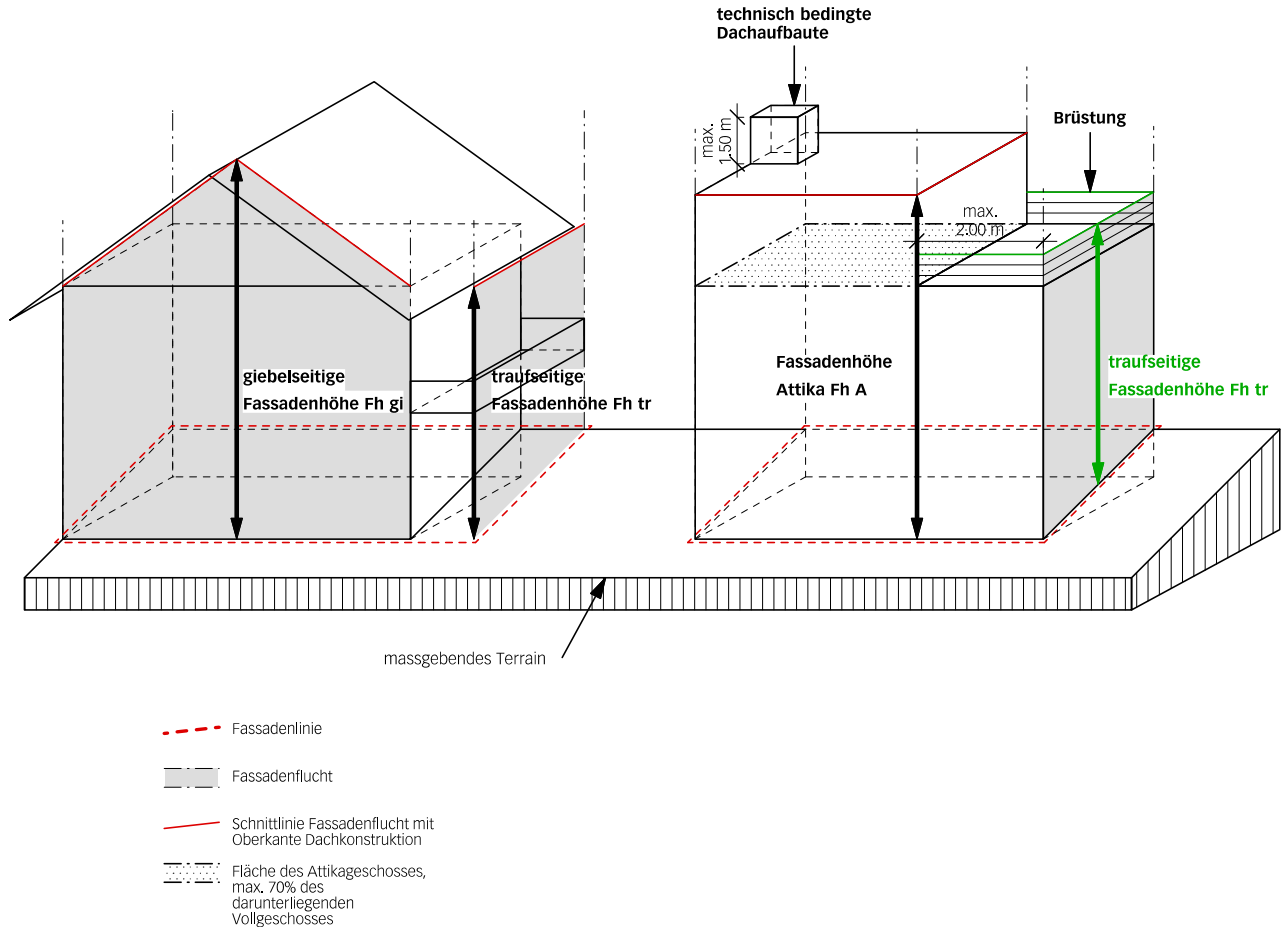 technisch bedingte
Dachaufbaute
max.
1.50 m
Brüstung
max.
2.00 m
giebelseitige
Fassadenhöhe Fh gi
traufseitige
Fassadenhöhe Fh tr
Fassadenhöhe
Attika Fh A
traufseitige
Fassadenhöhe Fh tr
massgebendes Terrain
Fassadenlinie
Fassadenflucht
Schnittlinie Fassadenflucht mit
Oberkante Dachkonstruktion
Fläche des Attikageschosses,
max. 70% des
darunterliegenden
Vollgeschosses